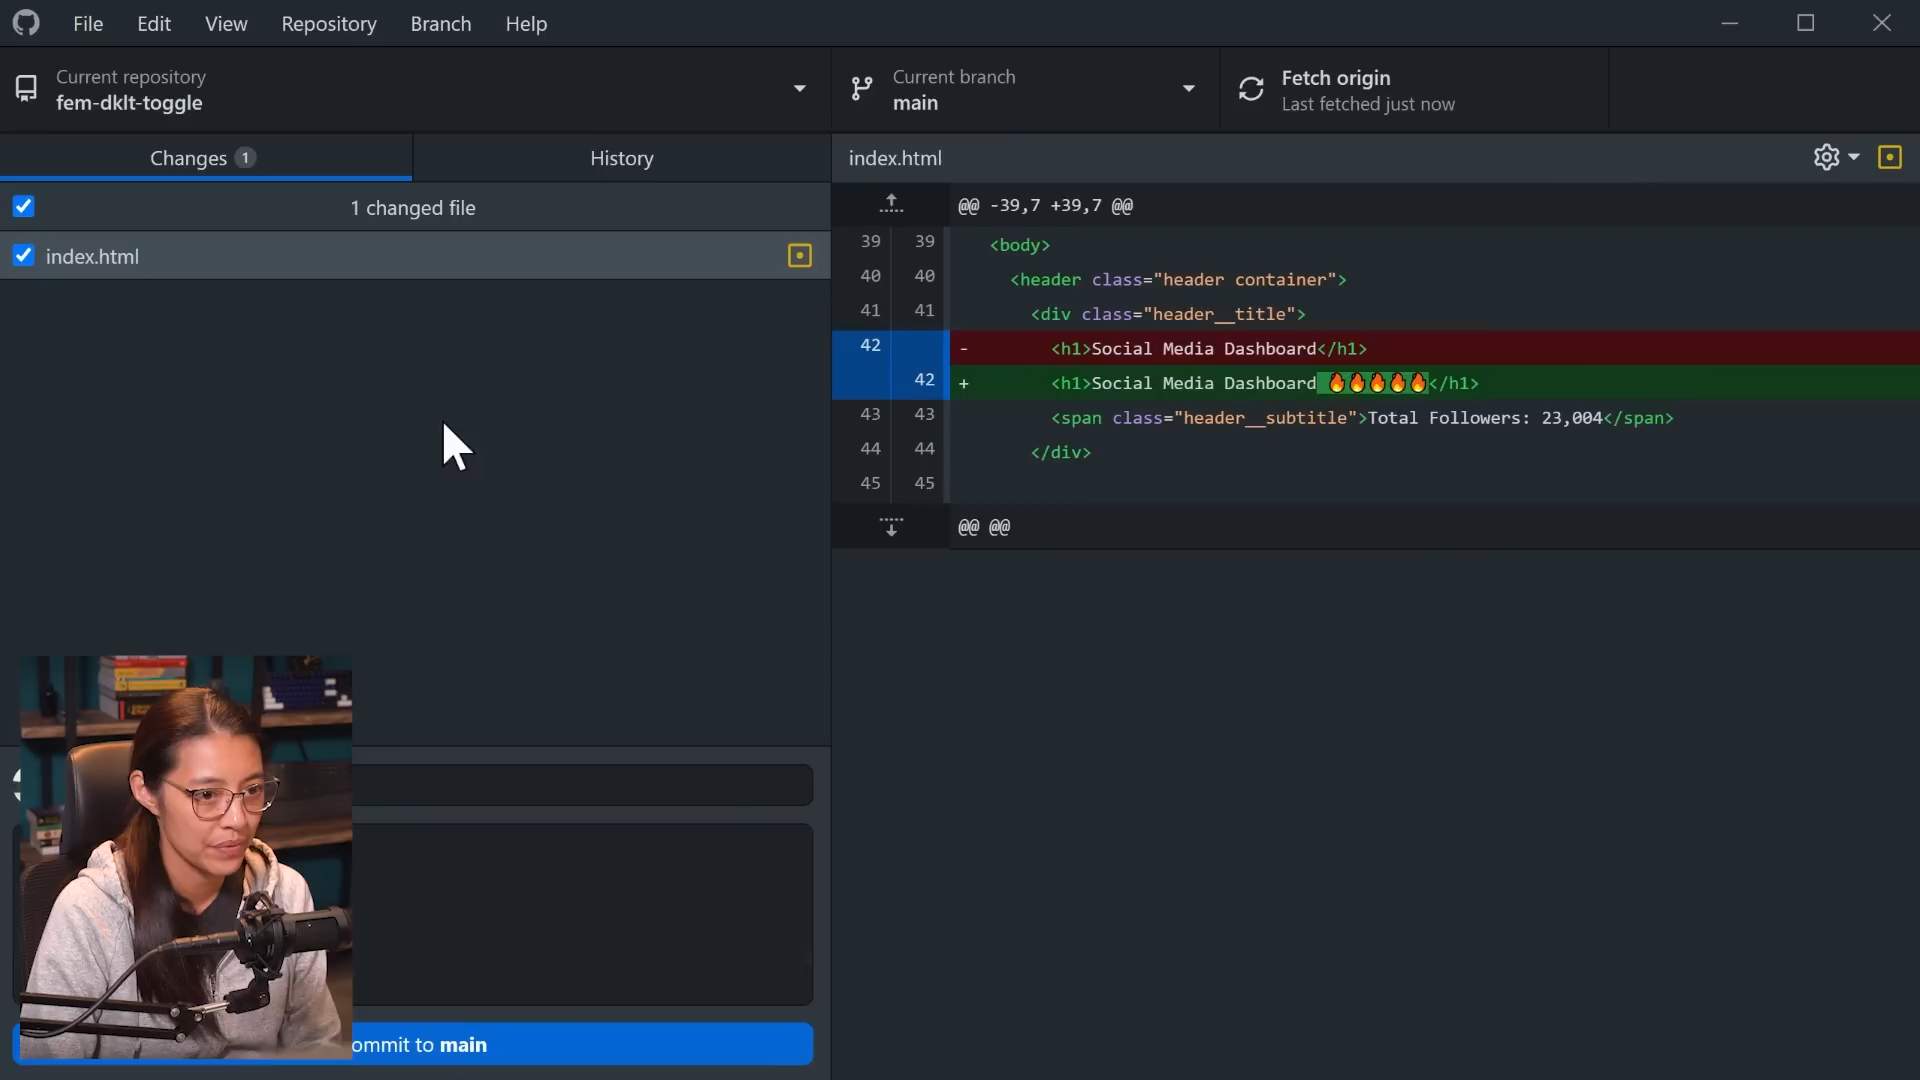 File Edit View Repository Branch Help
Current repository
fem-dklt-toggle
Current branch
main
Fetch origin
Last fetched just now
Changes 1
History
1 changed file
index.html
index.html
@@ -39,7 +39,7 @@
39 39 <body>
40 40 <header class="header container">
41 41 <div class="header__title">
42 - <h1>Social Media Dashboard</h1>
42 + <h1>Social Media Dashboard 🔥🔥🔥🔥🔥</h1>
43 43 <span class="header__subtitle">Total Followers: 23,004</span>
44 44 </div>
45 45
@@ @@
ommit to main